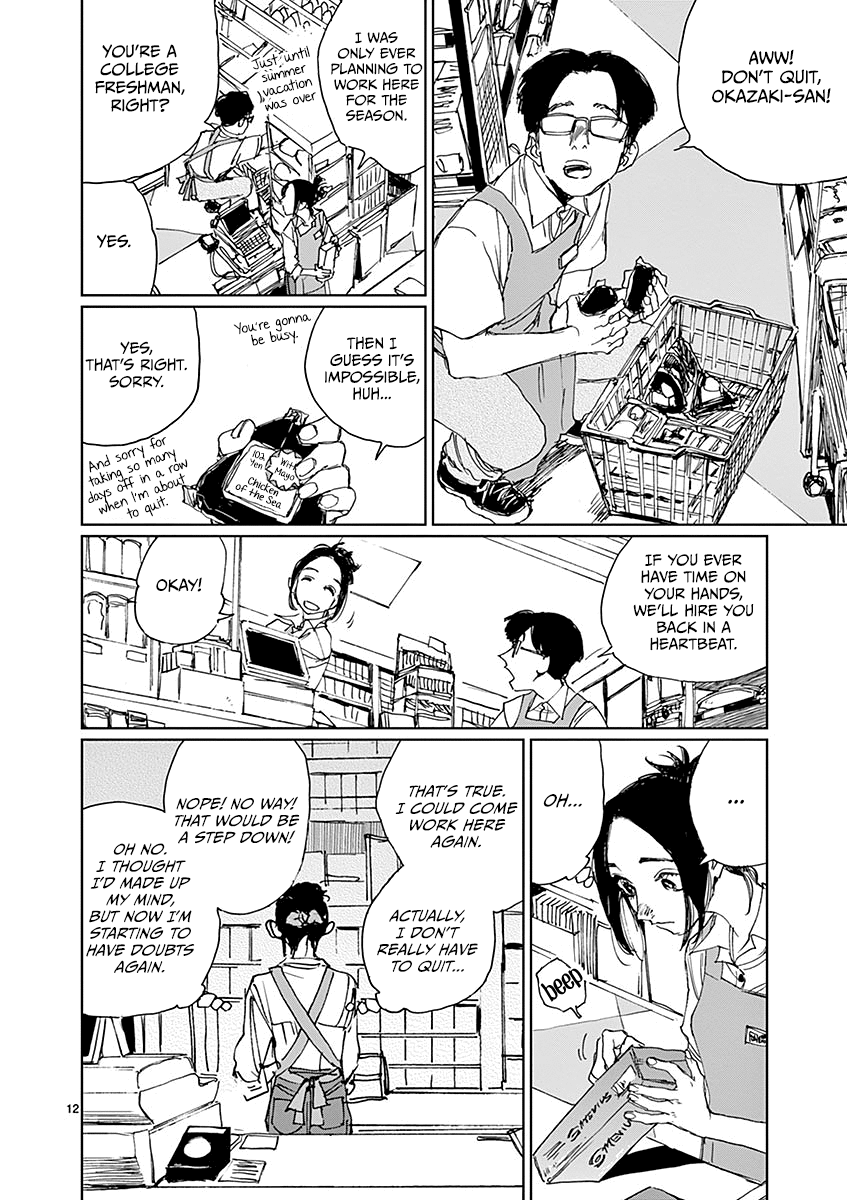 AWW!
DON'T QUIT,
OKAZAKI-SAN!
I WAS
ONLY EVER
PLANNING TO
WORK HERE
FOR THE
SEASON.
Just until
summer
vacation
was over
YOU'RE A
COLLEGE
FRESHMAN,
RIGHT?
YES.
THEN I
GUESS IT'S
IMPOSSIBLE,
HUH...
You're gonna
be busy.
YES,
THAT'S RIGHT.
SORRY.
And sorry for
taking so many
days off in a row
when I'm about
to quit.
102
Yen
With
Mayo
Chicken
of the Sea
IF YOU EVER
HAVE TIME ON
YOUR HANDS,
WE'LL HIRE YOU
BACK IN A
HEARTBEAT.
OKAY!
...
OH...
beep
THAT'S TRUE.
I COULD COME
WORK HERE
AGAIN.
ACTUALLY,
I DON'T
REALLY HAVE
TO QUIT...
NOPE! NO WAY!
THAT WOULD BE
A STEP DOWN!
OH NO.
I THOUGHT
I'D MADE UP
MY MIND,
BUT NOW I'M
STARTING TO
HAVE DOUBTS
AGAIN.
12